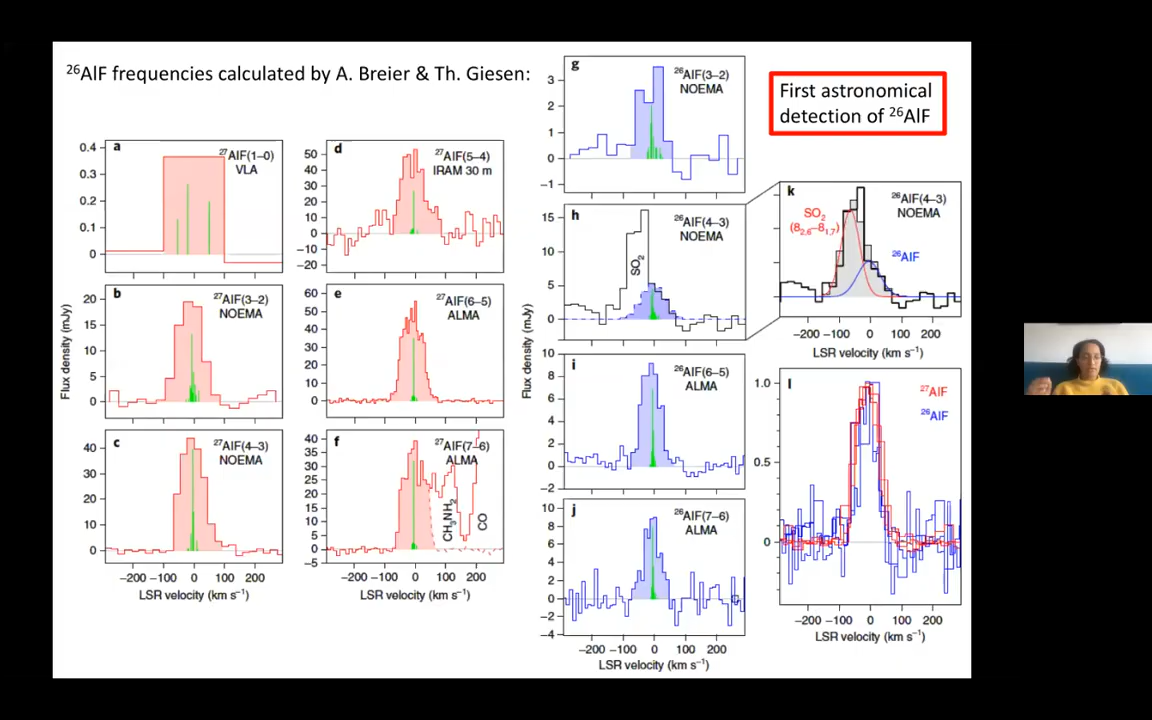 ²⁶AlF frequencies calculated by A. Breier & Th. Giesen:
First astronomical
detection of ²⁶AlF
a
²⁷AlF(1–0)
VLA
0.4
0.3
0.2
0.1
0
b
²⁷AlF(3–2)
NOEMA
20
15
10
5
0
c
²⁷AlF(4–3)
NOEMA
40
30
20
10
0
Flux density (mJy)
−200 −100 0 100 200
LSR velocity (km s⁻¹)
d
²⁷AlF(5–4)
IRAM 30 m
50
40
30
20
10
0
−10
−20
e
²⁷AlF(6–5)
ALMA
60
50
40
30
20
10
0
f
²⁷AlF(7–6)
ALMA
CH₃NH₂
CO
40
35
30
25
20
15
10
5
0
−5
−200 −100 0 100 200
LSR velocity (km s⁻¹)
g
²⁶AlF(3–2)
NOEMA
3
2
1
0
−1
h
²⁶AlF(4–3)
NOEMA
SO₂
15
10
5
0
i
²⁶AlF(6–5)
ALMA
10
8
6
4
2
0
−2
j
²⁶AlF(7–6)
ALMA
10
8
6
4
2
0
−2
−4
Flux density (mJy)
−200 −100 0 100 200
LSR velocity (km s⁻¹)
k
²⁶AlF(4–3)
NOEMA
SO₂
(8₂,₆–8₁,₇)
²⁶AlF
−200 −100 0 100 200
LSR velocity (km s⁻¹)
l
²⁷AlF
²⁶AlF
1.0
0.5
0
−200 −100 0 100 200
LSR velocity (km s⁻¹)